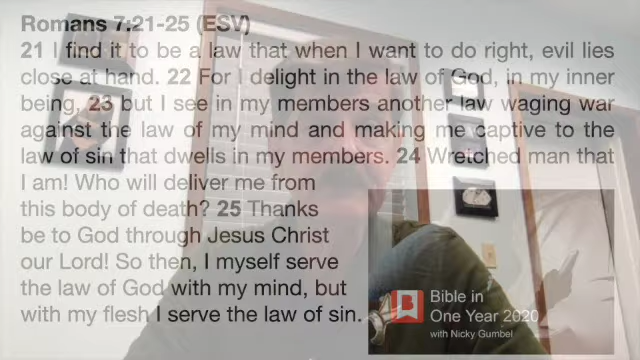 Romans 7:21-25 (ESV)
21 I find it to be a law that when I want to do right, evil lies
close at hand. 22 For I delight in the law of God, in my inner
being, 23 but I see in my members another law waging war
against the law of my mind and making me captive to the
law of sin that dwells in my members. 24 Wretched man that
I am! Who will deliver me from
this body of death? 25 Thanks
be to God through Jesus Christ
our Lord! So then, I myself serve
the law of God with my mind, but
with my flesh I serve the law of sin.
Bible in
One Year 2020
with Nicky Gumbel